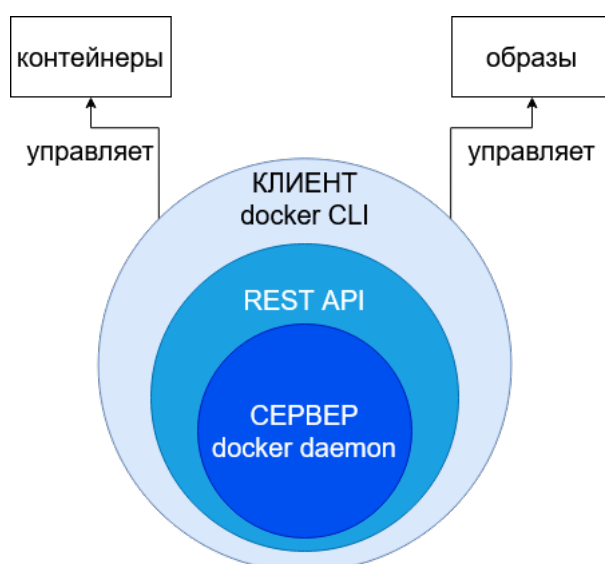 контейнеры
образы
управляет
управляет
КЛИЕНТ
docker CLI
REST API
СЕРВЕР
docker daemon